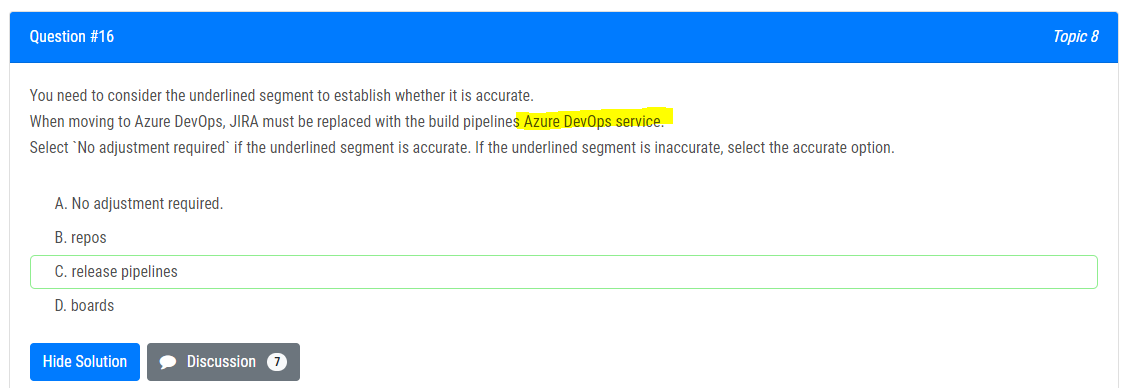 Question #16
Topic 8
You need to consider the underlined segment to establish whether it is accurate.
When moving to Azure DevOps, JIRA must be replaced with the build pipelines Azure DevOps service.
Select `No adjustment required` if the underlined segment is accurate. If the underlined segment is inaccurate, select the accurate option.
A. No adjustment required.
B. repos
C. release pipelines
D. boards
Hide Solution
Discussion 7